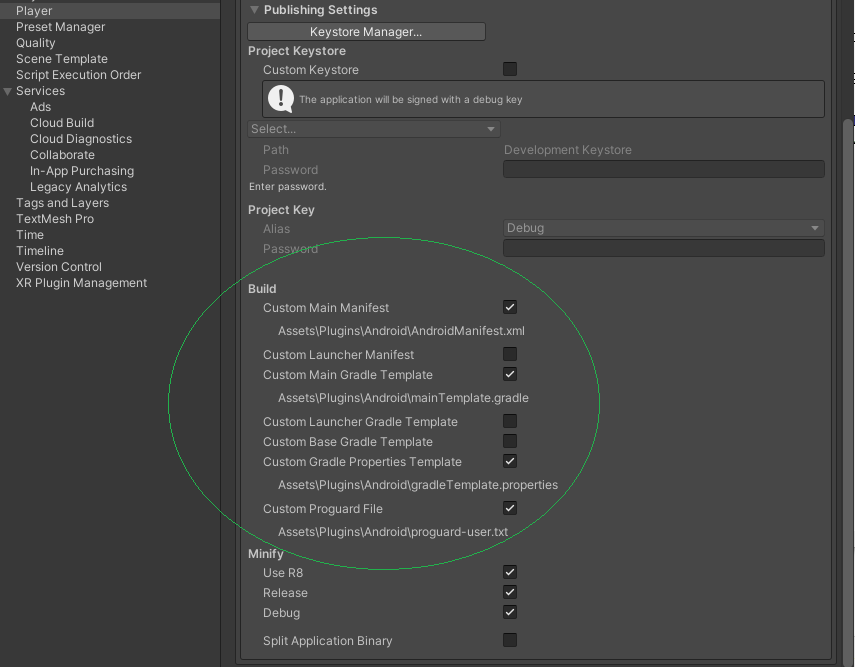 Player
Preset Manager
Quality
Scene Template
Script Execution Order
Services
Ads
Cloud Build
Cloud Diagnostics
Collaborate
In-App Purchasing
Legacy Analytics
Tags and Layers
TextMesh Pro
Time
Timeline
Version Control
XR Plugin Management
Publishing Settings
Keystore Manager...
Project Keystore
Custom Keystore
The application will be signed with a debug key
Select...
Path Development Keystore
Password
Enter password.
Project Key
Alias Debug
Password
Build
Custom Main Manifest
Assets\Plugins\Android\AndroidManifest.xml
Custom Launcher Manifest
Custom Main Gradle Template
Assets\Plugins\Android\mainTemplate.gradle
Custom Launcher Gradle Template
Custom Base Gradle Template
Custom Gradle Properties Template
Assets\Plugins\Android\gradleTemplate.properties
Custom Proguard File
Assets\Plugins\Android\proguard-user.txt
Minify
Use R8
Release
Debug
Split Application Binary